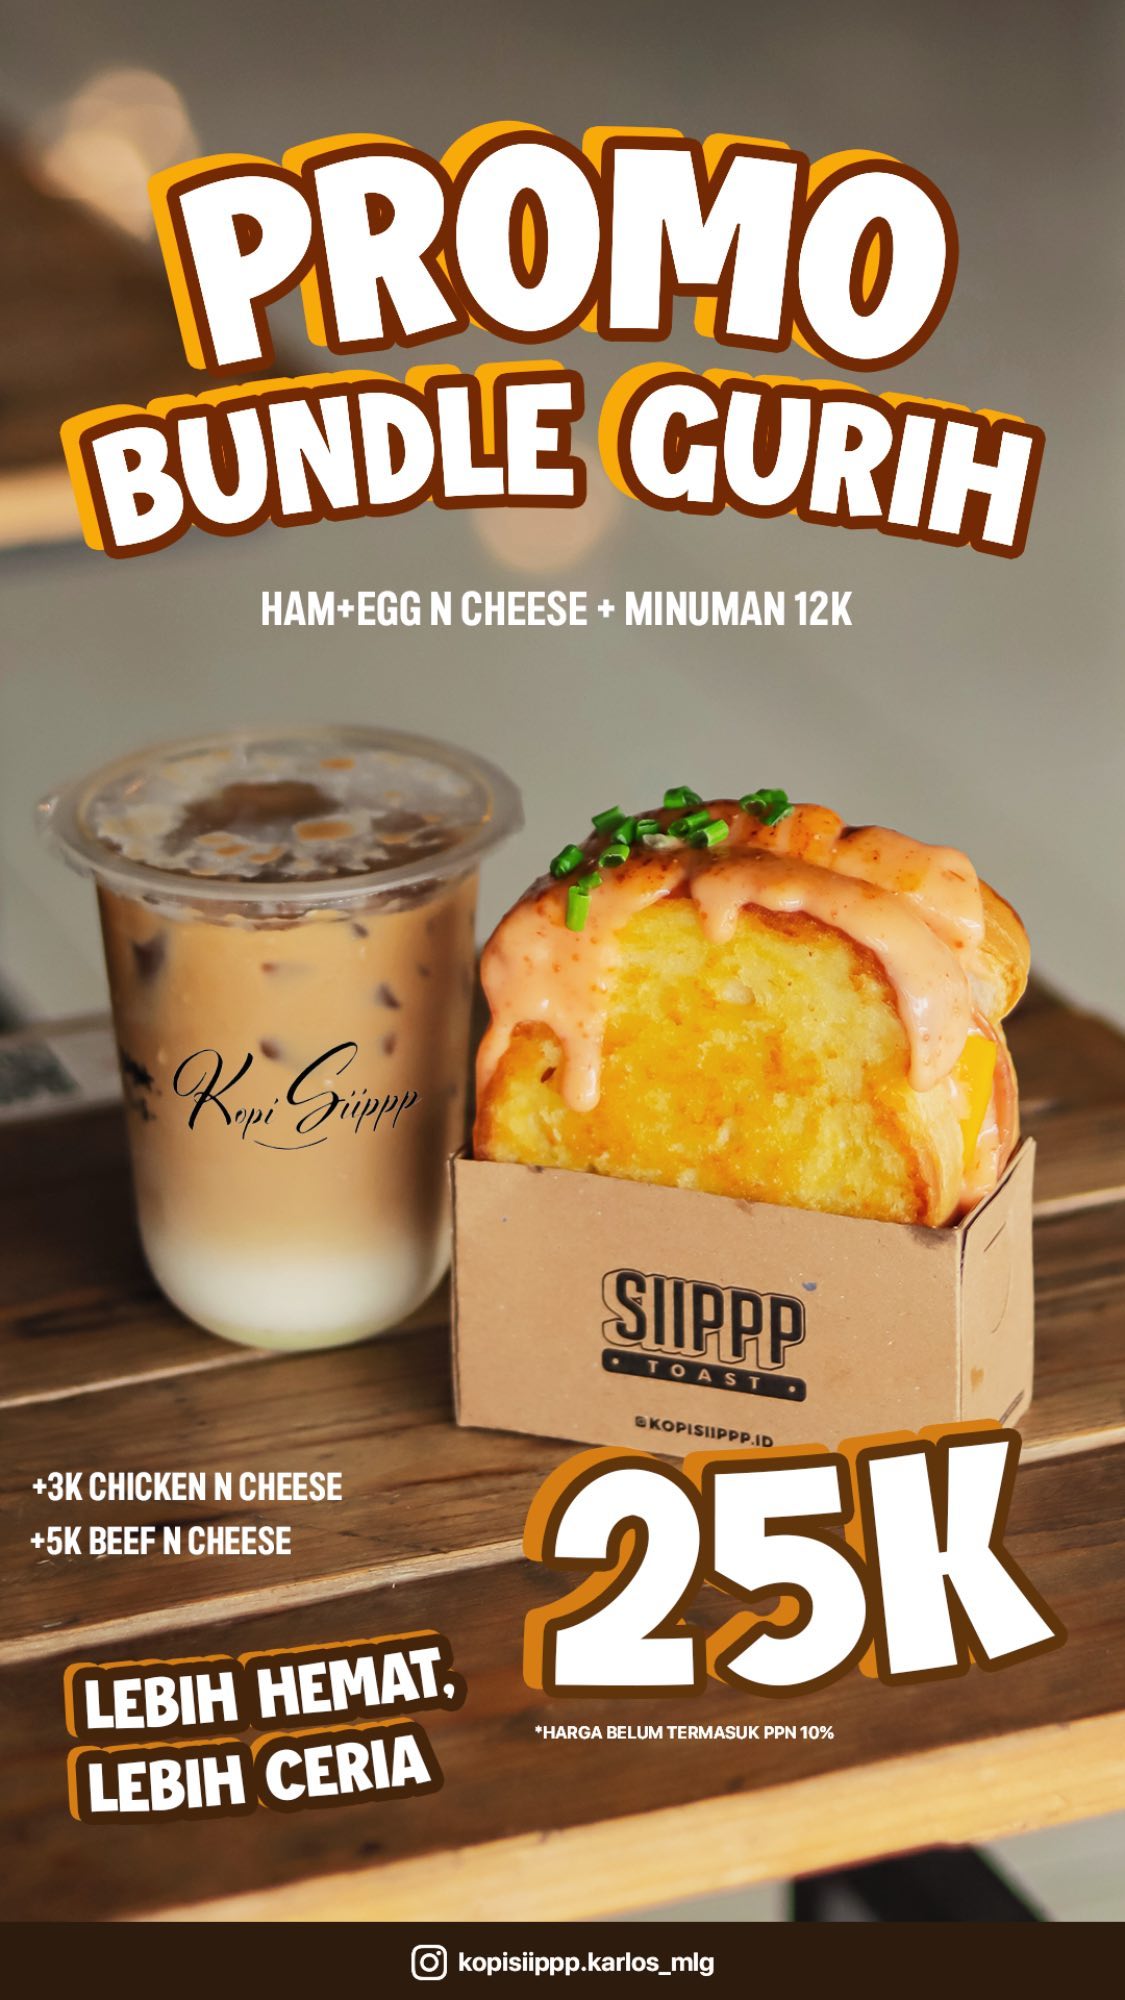 PROMO
BUNDLE GURIH
HAM+EGG N CHEESE + MINUMAN 12K
Kopi Siippp
SIIPPP
• TOAST •
@KOPISIIPPP.ID
+3K CHICKEN N CHEESE
+5K BEEF N CHEESE
25K
LEBIH HEMAT,
LEBIH CERIA
*HARGA BELUM TERMASUK PPN 10%
kopisiippp.karlos_mlg